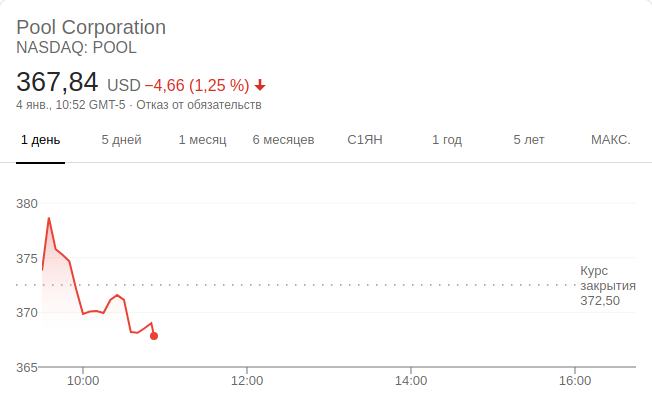 Pool Corporation
NASDAQ: POOL
367,84 USD −4,66 (1,25 %)
4 янв., 10:52 GMT-5 · Отказ от обязательств
1 день 5 дней 1 месяц 6 месяцев С1ЯН 1 год 5 лет МАКС.
380
375
Курс
закрытия
372,50
370
365
10:00 12:00 14:00 16:00